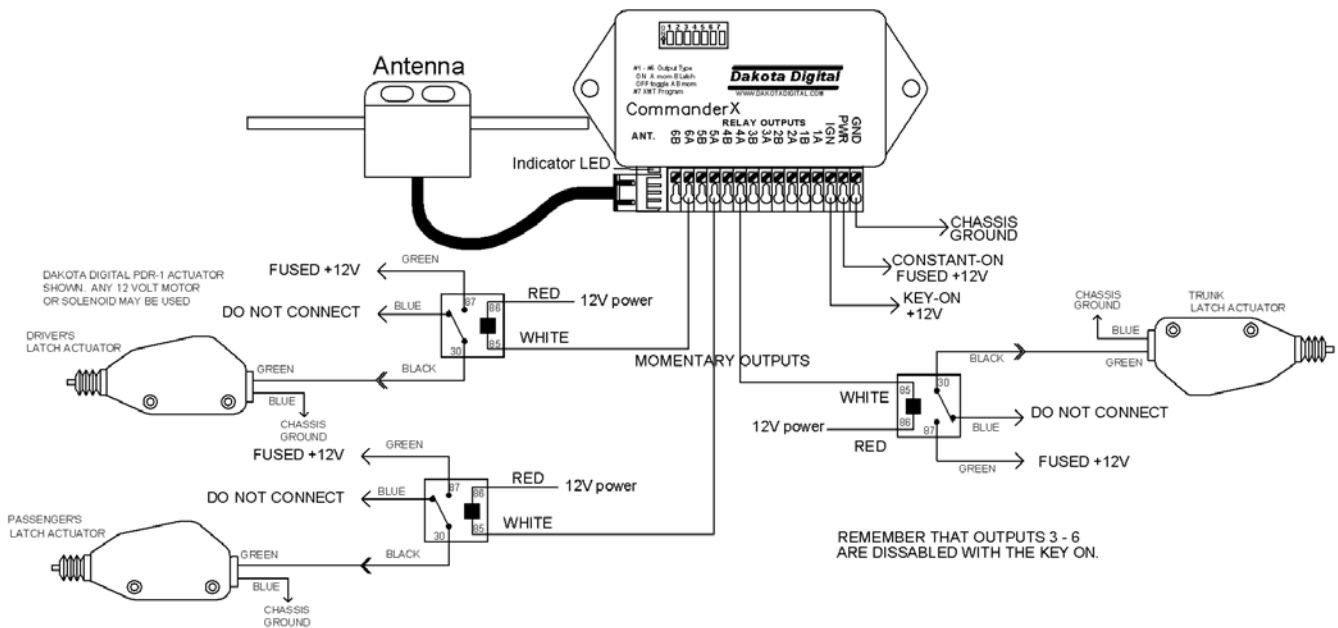 1 2 3 4 5 6 7
#1 - #6 Output Type
ON A mom B Latch
OFF toggle A B mom
#7 XMT Program
Dakota Digital
WWW.DAKOTADIGITAL.COM
CommanderX
RELAY OUTPUTS
ANT.
6B 6A 5B 5A 4B 4A 3B 3A 2B 2A 1B 1A IGN PWR GND
Antenna
Indicator LED
CHASSIS
GROUND
CONSTANT-ON
FUSED +12V
KEY-ON
+12V
DAKOTA DIGITAL PDR-1 ACTUATOR
SHOWN. ANY 12 VOLT MOTOR
OR SOLENOID MAY BE USED
FUSED +12V
GREEN
DO NOT CONNECT
BLUE
87
86
85
30
RED
12V power
WHITE
DRIVER'S
LATCH ACTUATOR
GREEN
BLACK
BLUE
CHASSIS
GROUND
MOMENTARY OUTPUTS
FUSED +12V
GREEN
DO NOT CONNECT
BLUE
87
86
85
30
RED
12V power
WHITE
PASSENGER'S
LATCH ACTUATOR
GREEN
BLACK
BLUE
CHASSIS
GROUND
CHASSIS
GROUND
TRUNK
LATCH ACTUATOR
BLUE
BLACK
GREEN
WHITE
85
30
86
87
12V power
RED
DO NOT CONNECT
BLUE
FUSED +12V
GREEN
REMEMBER THAT OUTPUTS 3 - 6
ARE DISSABLED WITH THE KEY ON.